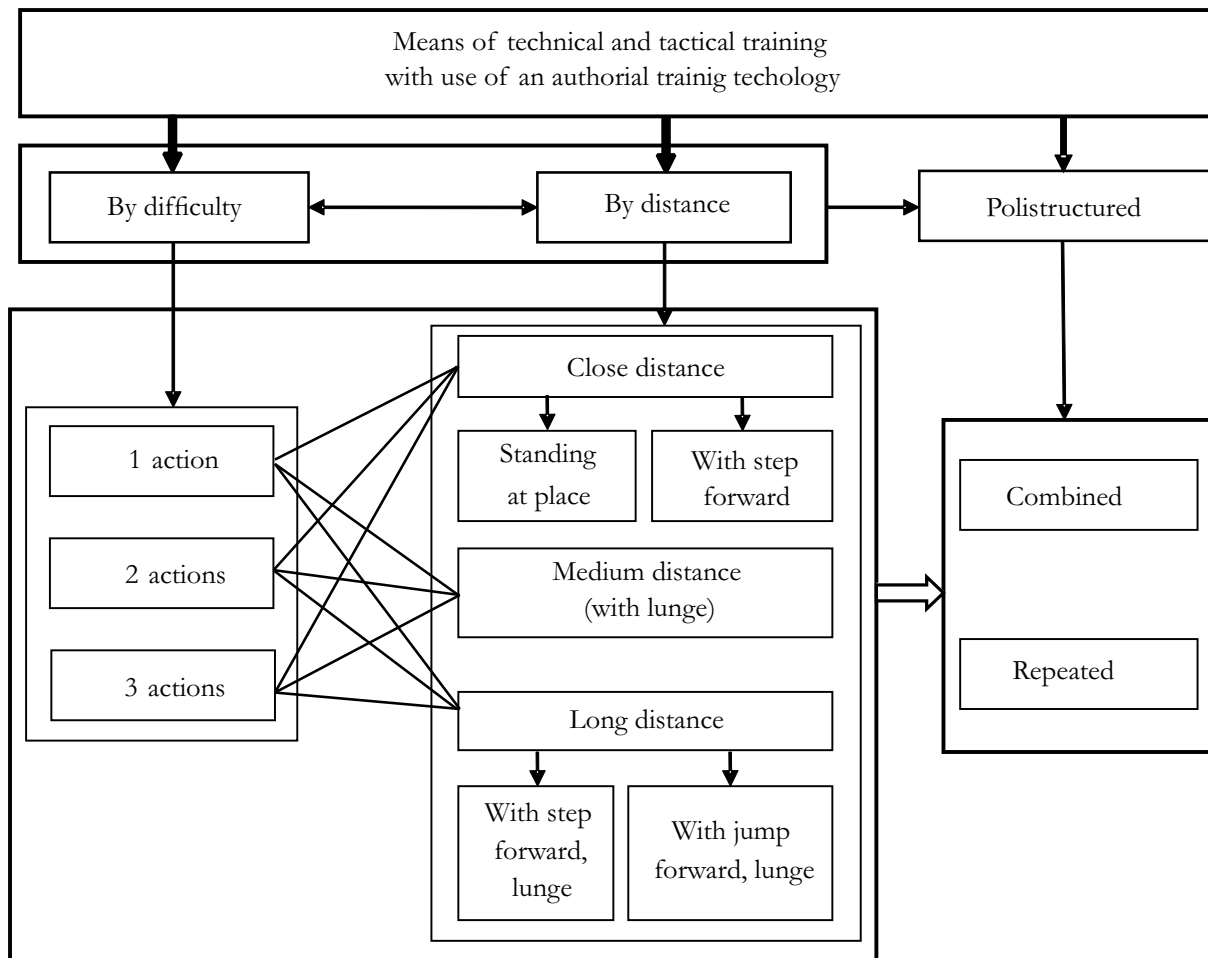 Means of technical and tactical training
with use of an authorial trainig techology
By difficulty
By distance
Polistructured
1 action
2 actions
3 actions
Close distance
Standing
at place
With step
forward
Medium distance
(with lunge)
Long distance
With step
forward,
lunge
With jump
forward, lunge
Combined
Repeated